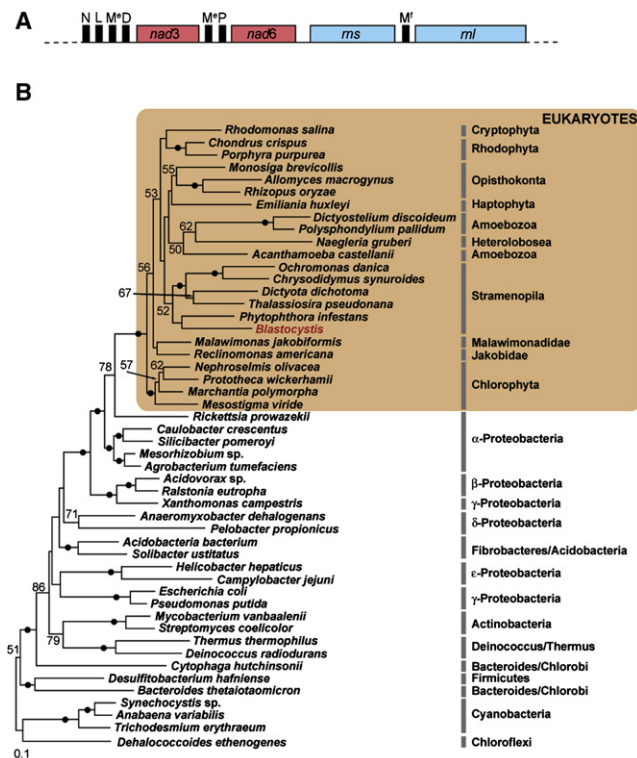 A
N L Mᵉ D Mᵉ P Mᶠ
nad3 nad6 rns rnl
B
EUKARYOTES
Rhodomonas salina Cryptophyta
Chondrus crispus
Rhodophyta
Porphyra purpurea
55 Monosiga brevicollis
Allomyces macrogynus Opisthokonta
53 Rhizopus oryzae
Emiliania huxleyi Haptophyta
Dictyostelium discoideum
Amoebozoa
62 Polysphondylium pallidum
Naegleria gruberi Heterolobosea
50 Acanthamoeba castellanii Amoebozoa
56 Ochromonas danica
Chrysodidymus synuroides
67 Dictyota dichotoma
Stramenopila
52 Thalassiosira pseudonana
Phytophthora infestans
Blastocystis
Malawimonas jakobiformis Malawimonadidae
57 Reclinomonas americana Jakobidae
78 62 Nephroselmis olivacea
Prototheca wickerhamii
Chlorophyta
Marchantia polymorpha
Mesostigma viride
Rickettsia prowazekii
Caulobacter crescentus
α-Proteobacteria
Silicibacter pomeroyi
Mesorhizobium sp.
Agrobacterium tumefaciens
Acidovorax sp.
β-Proteobacteria
Ralstonia eutropha
Xanthomonas campestris γ-Proteobacteria
71 Anaeromyxobacter dehalogenans
δ-Proteobacteria
Pelobacter propionicus
Acidobacteria bacterium
Fibrobacteres/Acidobacteria
Solibacter ustitatus
86 Helicobacter hepaticus
ε-Proteobacteria
Campylobacter jejuni
Escherichia coli
γ-Proteobacteria
Pseudomonas putida
79 Mycobacterium vanbaalenii
Actinobacteria
Streptomyces coelicolor
51 Thermus thermophilus
Deinococcus/Thermus
Deinococcus radiodurans
Cytophaga hutchinsonii Bacteroides/Chlorobi
Desulfitobacterium hafniense Firmicutes
Bacteroides thetaiotaomicron Bacteroides/Chlorobi
Synechocystis sp.
Anabaena variabilis Cyanobacteria
Trichodesmium erythraeum
Dehalococcoides ethenogenes Chloroflexi
0.1